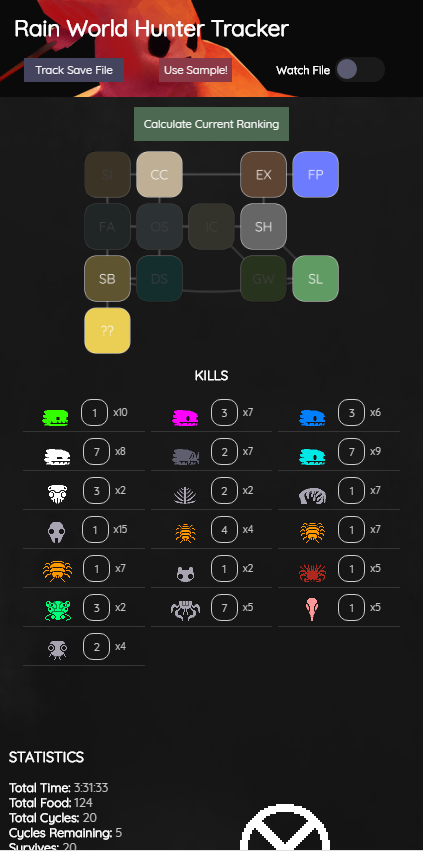 Rain World Hunter Tracker
Track Save File Use Sample! Watch File
Calculate Current Ranking
SI CC EX FP
FA OS IC SH
SB DS GW SL
??
KILLS
1 x10 3 x7 3 x6
7 x8 2 x7 7 x9
3 x2 2 x2 1 x7
1 x15 4 x4 1 x7
1 x7 1 x2 1 x5
3 x2 7 x5 1 x5
2 x4
STATISTICS
Total Time: 3:31:33
Total Food: 124
Total Cycles: 20
Cycles Remaining: 5
Survives: 20